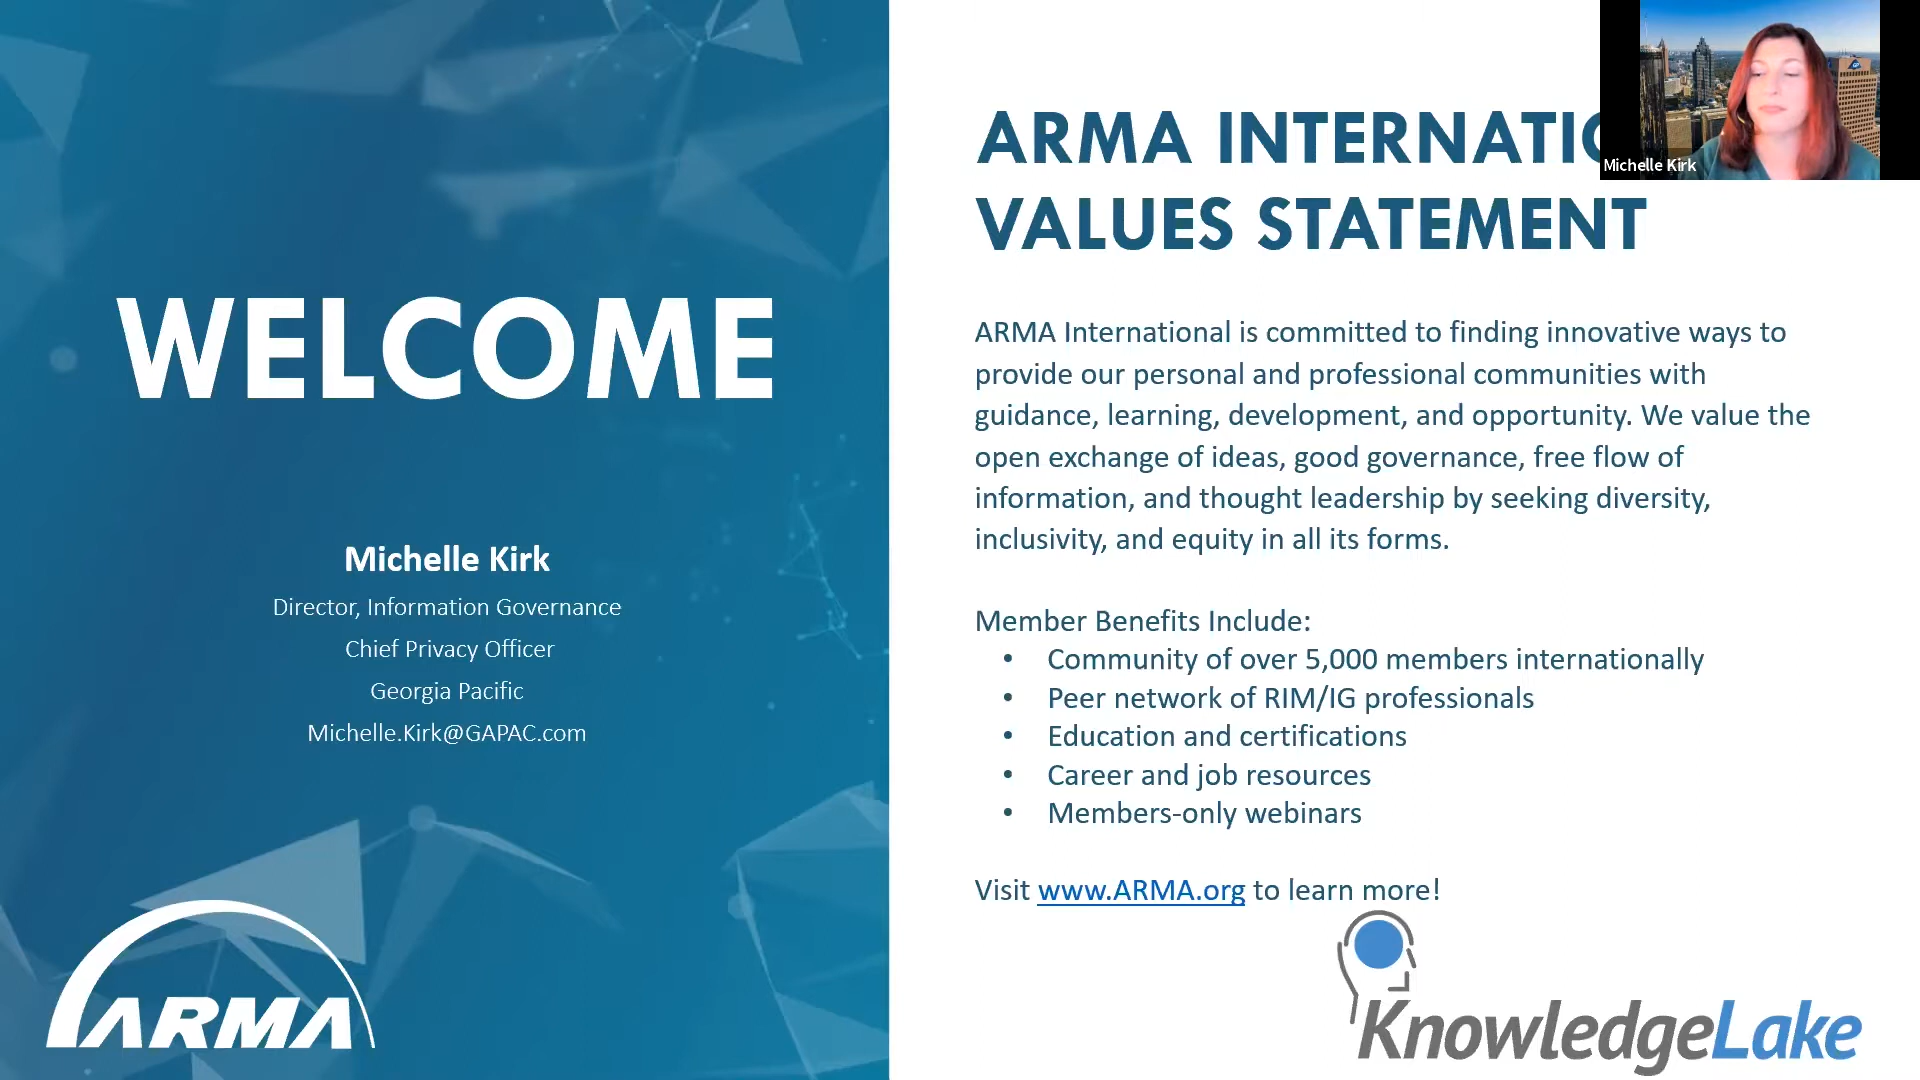 WELCOME
Michelle Kirk
Director, Information Governance
Chief Privacy Officer
Georgia Pacific
Michelle.Kirk@GAPAC.com
ARMA
ARMA INTERNATIO
VALUES STATEMENT
ARMA International is committed to finding innovative ways to
provide our personal and professional communities with
guidance, learning, development, and opportunity. We value the
open exchange of ideas, good governance, free flow of
information, and thought leadership by seeking diversity,
inclusivity, and equity in all its forms.
Member Benefits Include:
• Community of over 5,000 members internationally
• Peer network of RIM/IG professionals
• Education and certifications
• Career and job resources
• Members-only webinars
Visit www.ARMA.org to learn more!
KnowledgeLake
Michelle Kirk